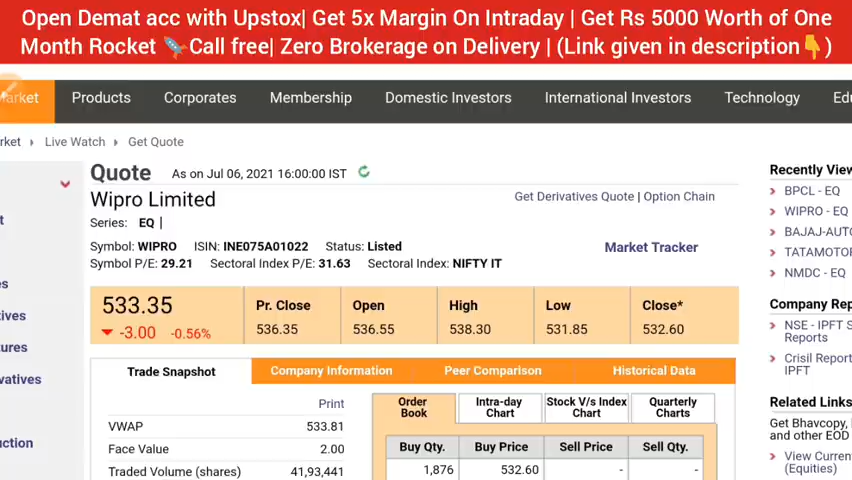 Open Demat acc with Upstox| Get 5x Margin On Intraday | Get Rs 5000 Worth of One
Month Rocket 🚀Call free| Zero Brokerage on Delivery | (Link given in description👇)
arket Products Corporates Membership Domestic Investors International Investors Technology Edu
rket › Live Watch › Get Quote
Quote As on Jul 06, 2021 16:00:00 IST
Wipro Limited
Get Derivatives Quote | Option Chain
Series: EQ |
Symbol: WIPRO ISIN: INE075A01022 Status: Listed
Market Tracker
Symbol P/E: 29.21 Sectoral Index P/E: 31.63 Sectoral Index: NIFTY IT
533.35 Pr. Close Open High Low Close*
-3.00 -0.56% 536.35 536.55 538.30 531.85 532.60
Trade Snapshot Company Information Peer Comparison Historical Data
Print
VWAP 533.81
Face Value 2.00
Traded Volume (shares) 41,93,441
Order Book Intra-day Chart Stock V/s Index Chart Quarterly Charts
Buy Qty. Buy Price Sell Price Sell Qty.
1,876 532.60 - -
Recently View
BPCL - EQ
WIPRO - EQ
BAJAJ-AUTO
TATAMOTOR
NMDC - EQ
Company Rep
NSE - IPFT S
Reports
Crisil Report
IPFT
Related Links
Get Bhavcopy,
and other EOD
View Curren
(Equities)
t
es
tives
tures
vatives
uction